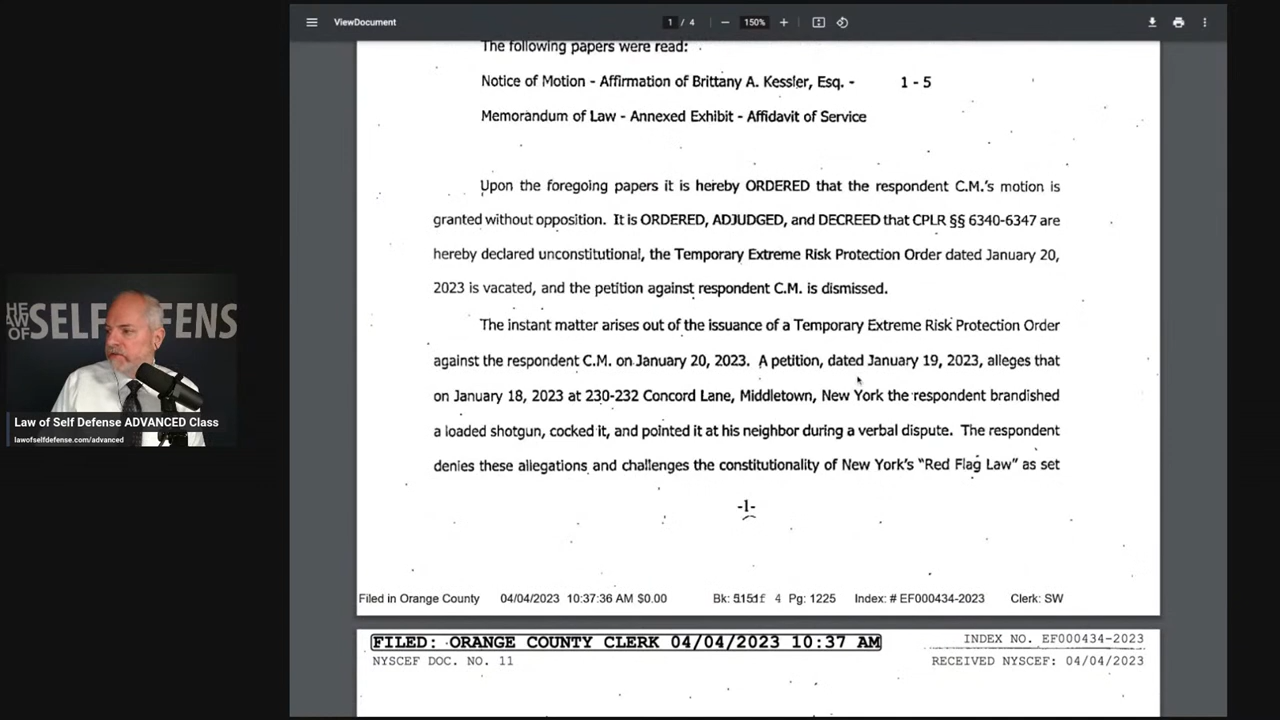 ViewDocument
1 / 4
150%
The following papers were read:
Notice of Motion - Affirmation of Brittany A. Kessler, Esq. - 1 - 5
Memorandum of Law - Annexed Exhibit - Affidavit of Service
Upon the foregoing papers it is hereby ORDERED that the respondent C.M.'s motion is
granted without opposition. It is ORDERED, ADJUDGED, and DECREED that CPLR §§ 6340-6347 are
hereby declared unconstitutional, the Temporary Extreme Risk Protection Order dated January 20,
2023 is vacated, and the petition against respondent C.M. is dismissed.
The instant matter arises out of the issuance of a Temporary Extreme Risk Protection Order
against the respondent C.M. on January 20, 2023. A petition, dated January 19, 2023, alleges that
on January 18, 2023 at 230-232 Concord Lane, Middletown, New York the respondent brandished
a loaded shotgun, cocked it, and pointed it at his neighbor during a verbal dispute. The respondent
denies these allegations and challenges the constitutionality of New York's "Red Flag Law" as set
-1-
Filed in Orange County 04/04/2023 10:37:36 AM $0.00 Bk: 4 Pg: 1225 Index: # EF000434-2023 Clerk: SW
FILED: ORANGE COUNTY CLERK 04/04/2023 10:37 AM
INDEX NO. EF000434-2023
NYSCEF DOC. NO. 11
RECEIVED NYSCEF: 04/04/2023
OF SELF DEFENS
Law of Self Defense ADVANCED Class
lawofselfdefense.com/advanced